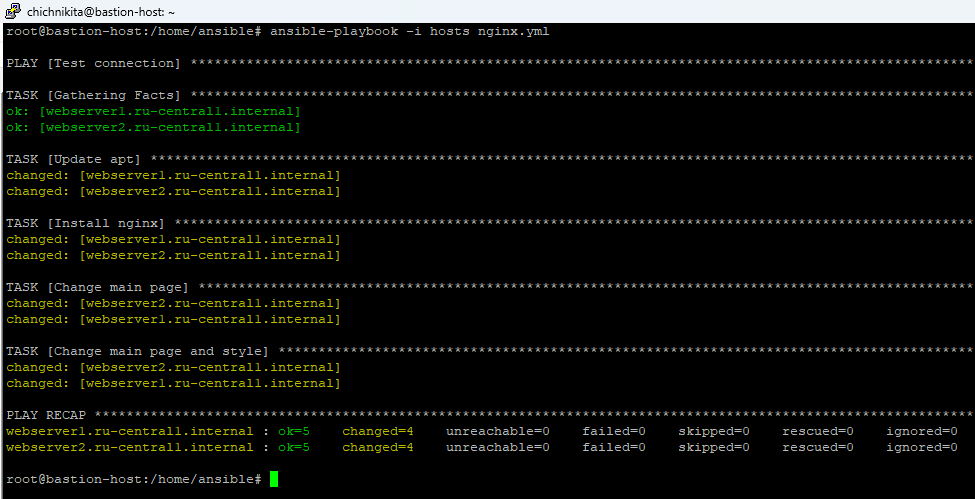 chichnikita@bastion-host: ~
root@bastion-host:/home/ansible# ansible-playbook -i hosts nginx.yml
PLAY [Test connection] *************************************************************************************************
TASK [Gathering Facts] *************************************************************************************************
ok: [webserver1.ru-central1.internal]
ok: [webserver2.ru-central1.internal]
TASK [Update apt] ******************************************************************************************************
changed: [webserver1.ru-central1.internal]
changed: [webserver2.ru-central1.internal]
TASK [Install nginx] ***************************************************************************************************
changed: [webserver1.ru-central1.internal]
changed: [webserver2.ru-central1.internal]
TASK [Change main page] ************************************************************************************************
changed: [webserver2.ru-central1.internal]
changed: [webserver1.ru-central1.internal]
TASK [Change main page and style] **************************************************************************************
changed: [webserver2.ru-central1.internal]
changed: [webserver1.ru-central1.internal]
PLAY RECAP *************************************************************************************************************
webserver1.ru-central1.internal : ok=5    changed=4    unreachable=0    failed=0    skipped=0    rescued=0    ignored=0
webserver2.ru-central1.internal : ok=5    changed=4    unreachable=0    failed=0    skipped=0    rescued=0    ignored=0
root@bastion-host:/home/ansible#